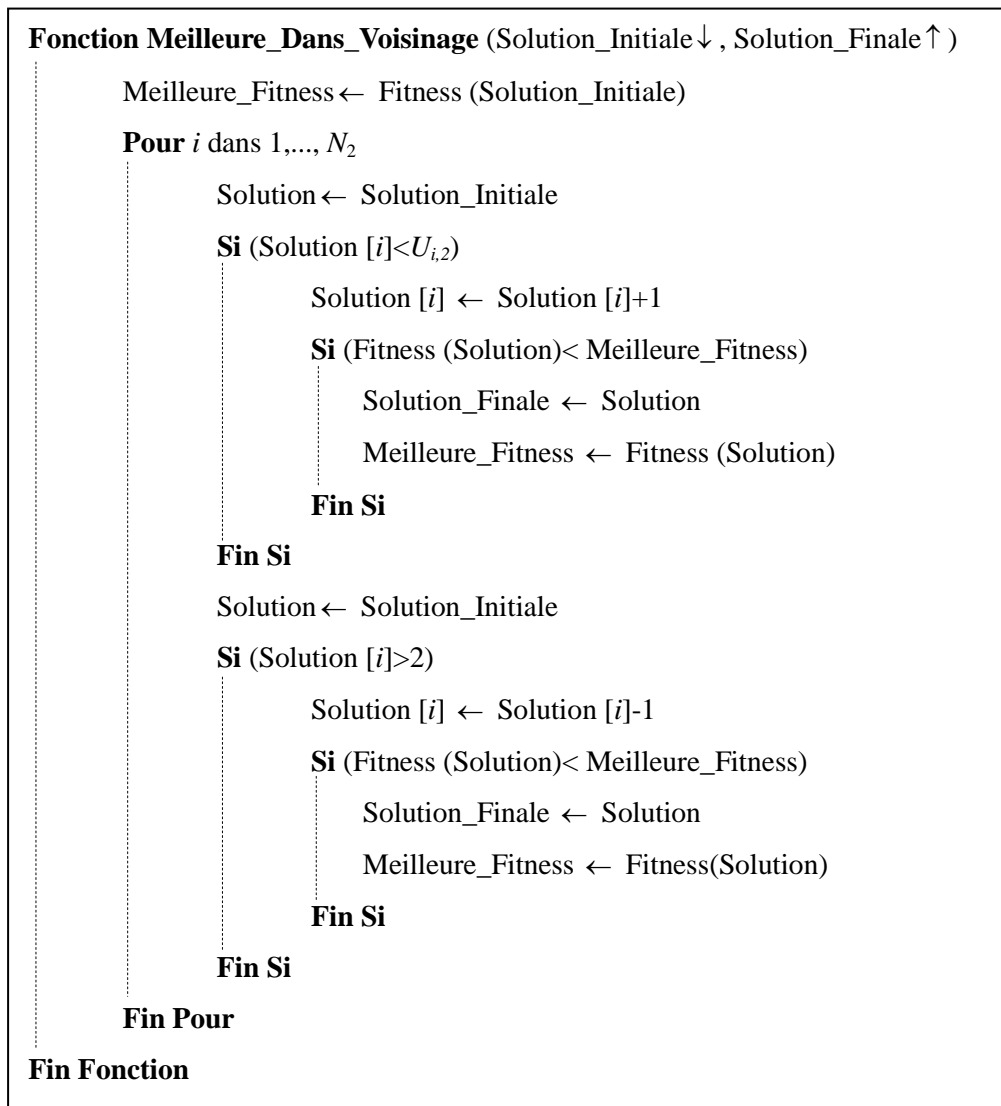 Fonction Meilleure_Dans_Voisinage (Solution_Initiale↓, Solution_Finale↑)
Meilleure_Fitness← Fitness (Solution_Initiale)
Pour i dans 1,..., N₂
Solution← Solution_Initiale
Si (Solution [i]<Uᵢ,₂)
Solution [i] ← Solution [i]+1
Si (Fitness (Solution)< Meilleure_Fitness)
Solution_Finale ← Solution
Meilleure_Fitness ← Fitness (Solution)
Fin Si
Fin Si
Solution← Solution_Initiale
Si (Solution [i]>2)
Solution [i] ← Solution [i]-1
Si (Fitness (Solution)< Meilleure_Fitness)
Solution_Finale ← Solution
Meilleure_Fitness ← Fitness(Solution)
Fin Si
Fin Si
Fin Pour
Fin Fonction